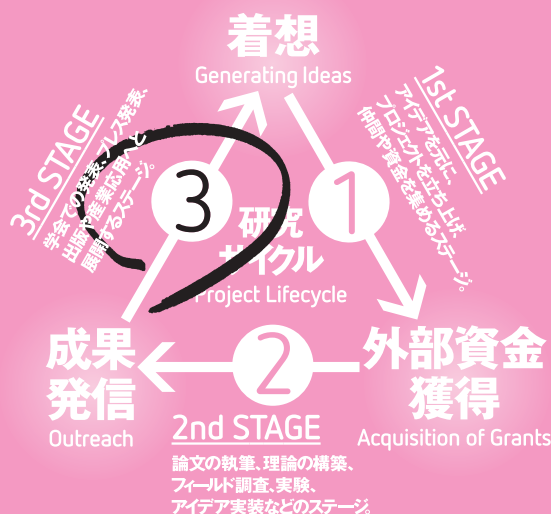 着想
Generating Ideas
1st STAGE
アイデアを元に、
プロジェクトを立ち上げ
仲間や資金を集めるステージ。
3rd STAGE
学会での発表、プレス発表、
出版や産業応用へと
展開するステージ。
3
1
研究
サイクル
Project Lifecycle
成果
発信
Outreach
2
外部資金
獲得
Acquisition of Grants
2nd STAGE
論文の執筆、理論の構築、
フィールド調査、実験、
アイデア実装などのステージ。